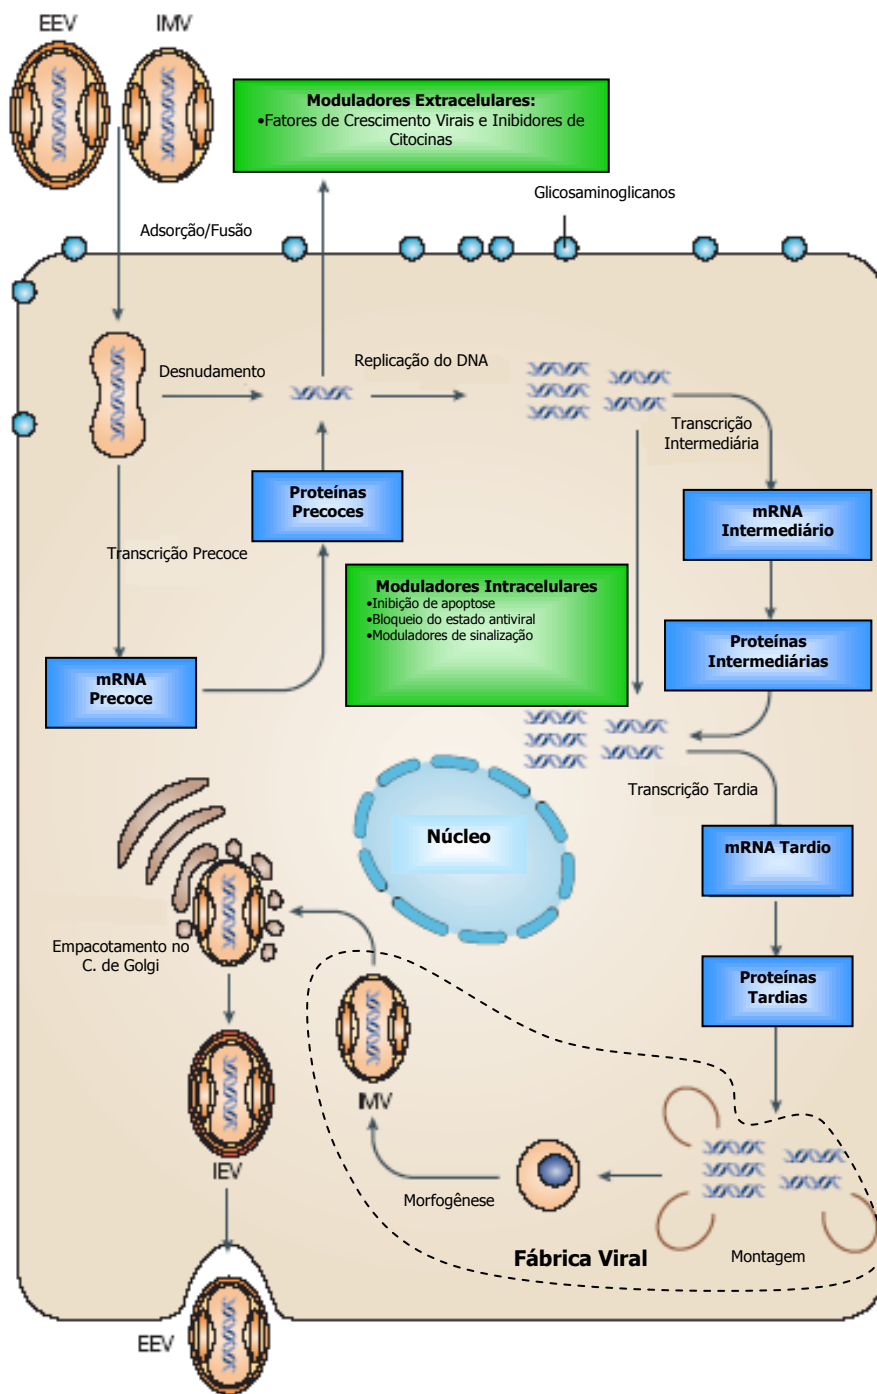 EEV
IMV
Moduladores Extracelulares:
•Fatores de Crescimento Virais e Inibidores de
Citocinas
Glicosaminoglicanos
Adsorção/Fusão
Desnudamento
Replicação do DNA
Transcrição
Intermediária
Proteínas
Precoces
mRNA
Intermediário
Transcrição Precoce
Moduladores Intracelulares
•Inibição de apoptose
•Bloqueio do estado antiviral
•Moduladores de sinalização
Proteínas
Intermediárias
mRNA
Precoce
Transcrição Tardia
Núcleo
mRNA Tardio
Empacotamento no
C. de Golgi
Proteínas
Tardias
IMV
IEV
Morfogênese
Fábrica Viral
Montagem
EEV